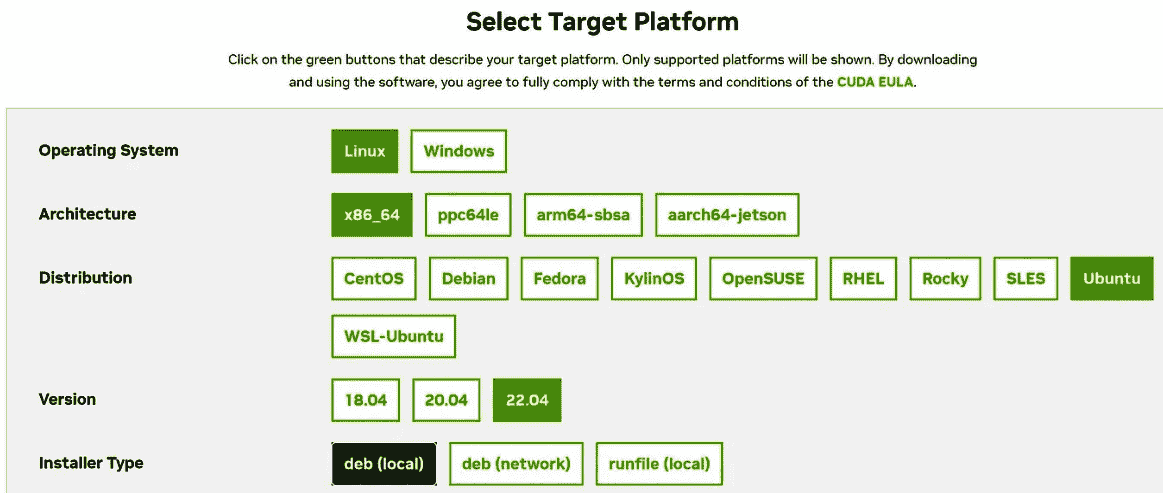 Select Target Platform
Click on the green buttons that describe your target platform. Only supported platforms will be shown. By downloading
and using the software, you agree to fully comply with the terms and conditions of the CUDA EULA.
Operating System Linux Windows
Architecture x86_64 ppc64le arm64-sbsa aarch64-jetson
Distribution CentOS Debian Fedora KylinOS OpenSUSE RHEL Rocky SLES Ubuntu
WSL-Ubuntu
Version 18.04 20.04 22.04
Installer Type deb (local) deb (network) runfile (local)